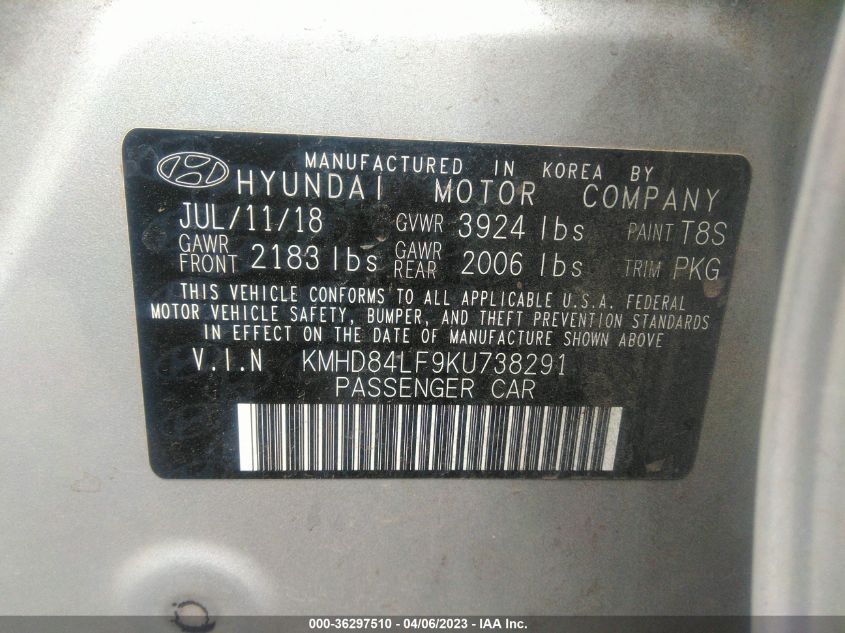 MANUFACTURED IN KOREA BY
HYUNDAI MOTOR COMPANY
JUL/11/18 GVWR 3924 lbs PAINT T8S
GAWR FRONT 2183 lbs GAWR REAR 2006 lbs TRIM PKG
THIS VEHICLE CONFORMS TO ALL APPLICABLE U.S.A. FEDERAL
MOTOR VEHICLE SAFETY, BUMPER, AND THEFT PREVENTION STANDARDS
IN EFFECT ON THE DATE OF MANUFACTURE SHOWN ABOVE
V.I.N KMHD84LF9KU738291
PASSENGER CAR
000-36297510 - 04/06/2023 - IAA Inc.